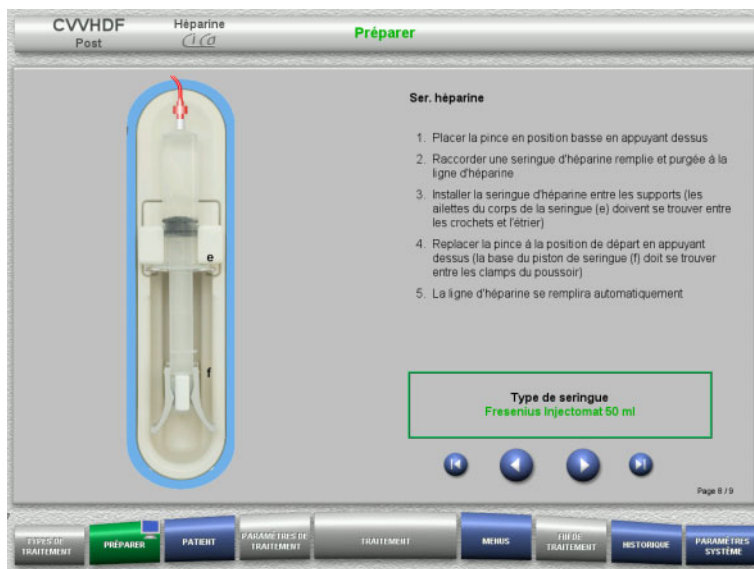 CVVHDF
Post
Héparine
Préparer
Ser. héparine
1. Placer la pince en position basse en appuyant dessus
2. Raccorder une seringue d'héparine remplie et purgée à la
ligne d'héparine
3. Installer la seringue d'héparine entre les supports (les
ailettes du corps de la seringue (e) doivent se trouver entre
les crochets et l'étrier)
4. Replacer la pince à la position de départ en appuyant
dessus (la base du piston de seringue (f) doit se trouver
entre les clamps du poussoir)
5. La ligne d'héparine se remplira automatiquement
e
f
Type de seringue
Fresenius Injectomat 50 ml
Page 8 / 9
TYPES DE
TRAITEMENT
PRÉPARER
PATIENT
PARAMÈTRES DE
TRAITEMENT
TRAITEMENT
MENUS
FIN DE
TRAITEMENT
HISTORIQUE
PARAMÈTRES
SYSTÈME